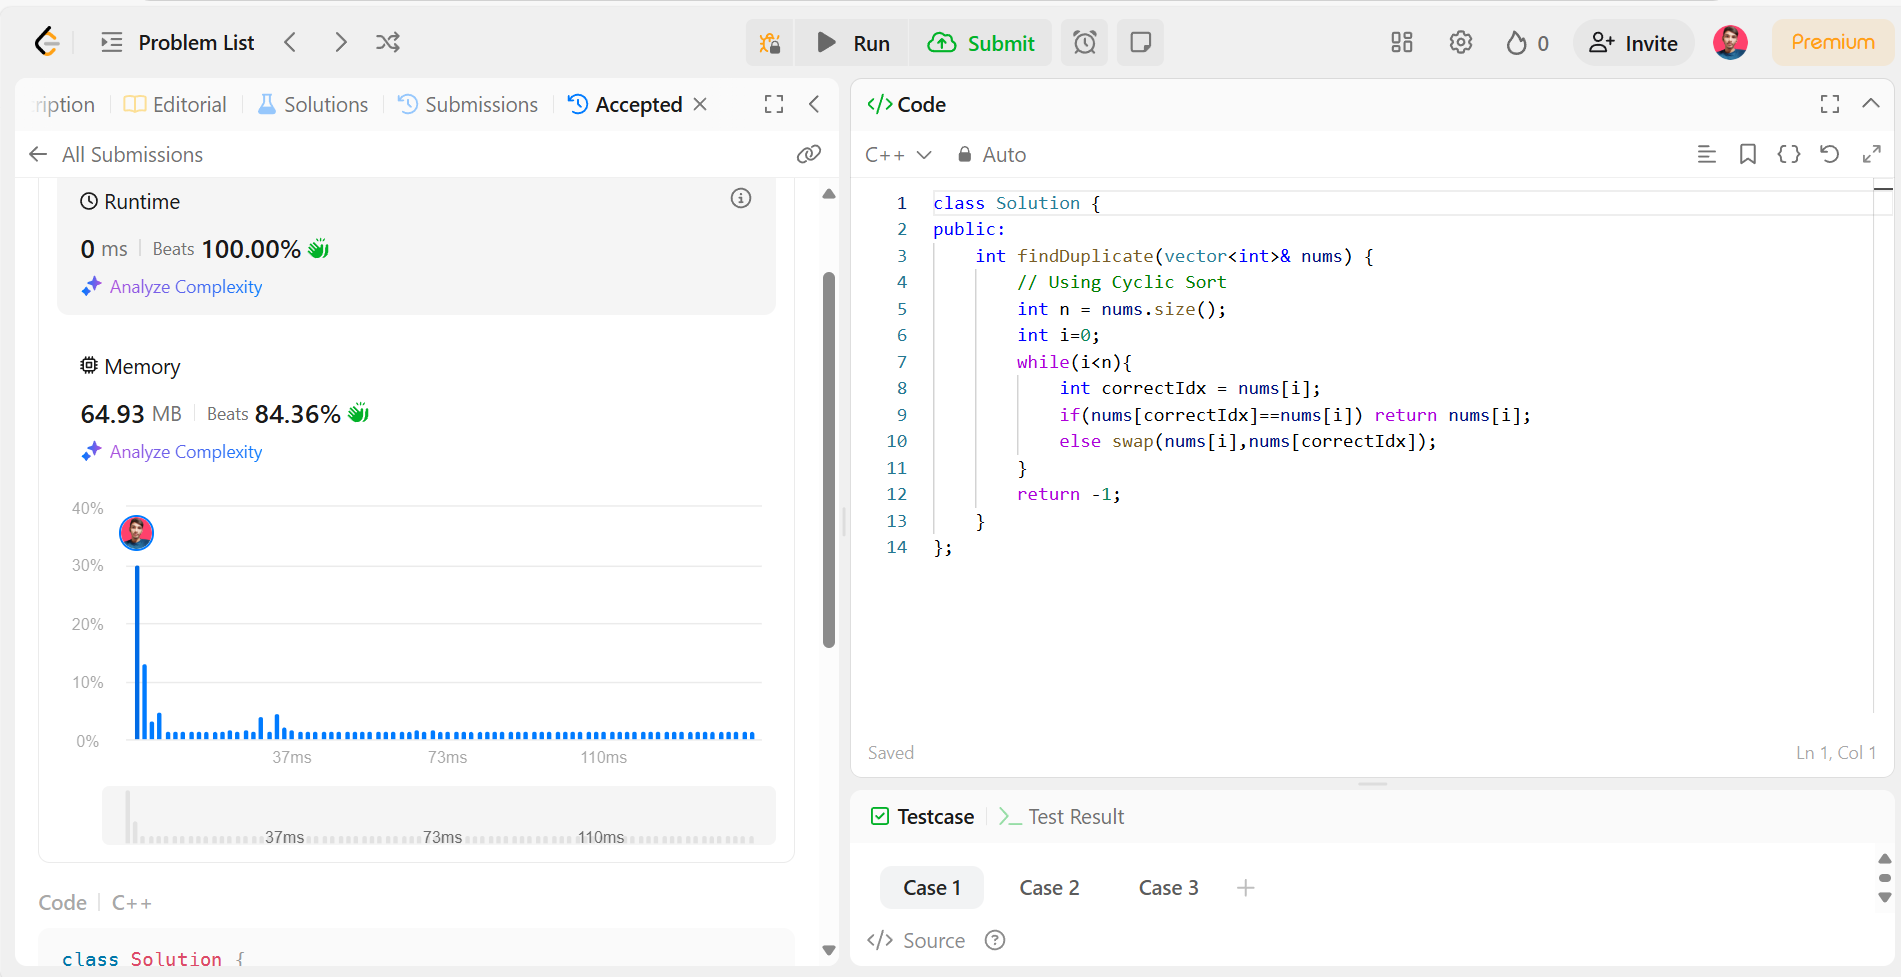 Problem List
Run
Submit
0
Invite
Premium
ription
Editorial
Solutions
Submissions
Accepted
All Submissions
Runtime
0 ms
Beats 100.00%
Analyze Complexity
Memory
64.93 MB
Beats 84.36%
Analyze Complexity
40%
30%
20%
10%
0%
37ms 73ms 110ms
37ms 73ms 110ms
Code
C++
class Solution {
</> Code
C++
Auto
1 class Solution {
2 public:
3     int findDuplicate(vector<int>& nums) {
4         // Using Cyclic Sort
5         int n = nums.size();
6         int i=0;
7         while(i<n){
8             int correctIdx = nums[i];
9             if(nums[correctIdx]==nums[i]) return nums[i];
10             else swap(nums[i],nums[correctIdx]);
11         }
12         return -1;
13     }
14 };
Saved
Ln 1, Col 1
Testcase
Test Result
Case 1
Case 2
Case 3
+
</> Source